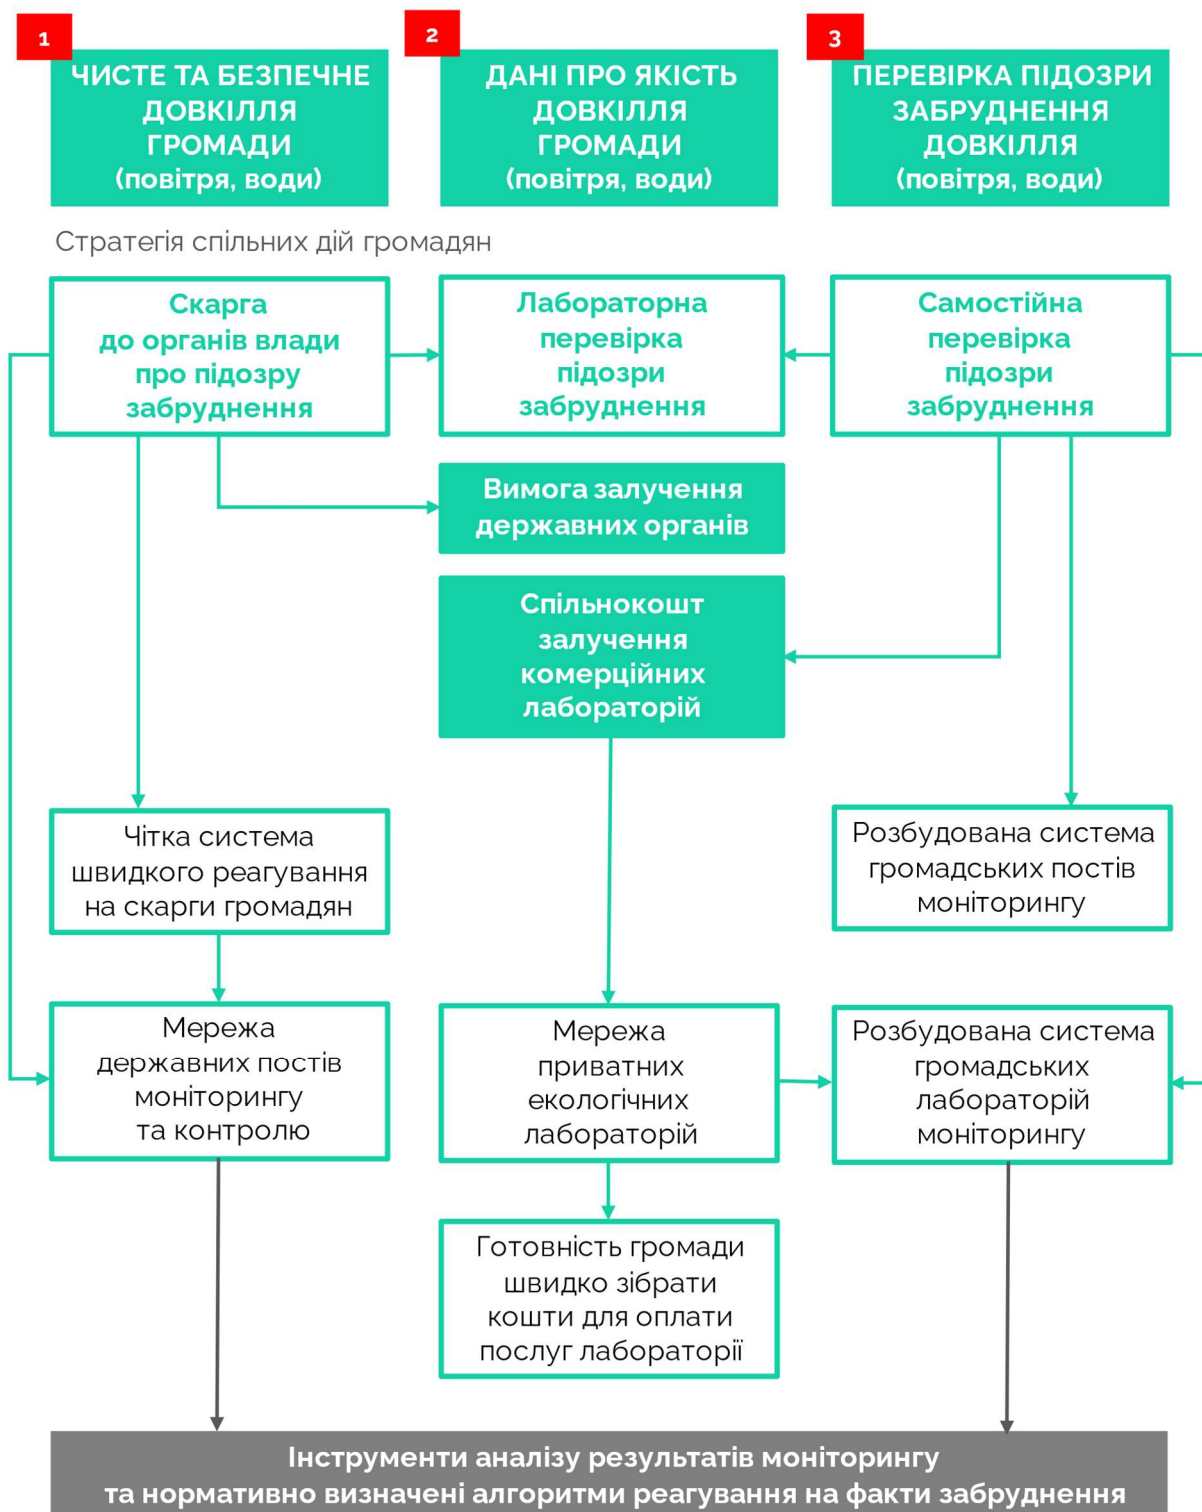 1
ЧИСТЕ ТА БЕЗПЕЧНЕ
ДОВКІЛЛЯ
ГРОМАДИ
(повітря, води)
2
ДАНІ ПРО ЯКІСТЬ
ДОВКІЛЛЯ
ГРОМАДИ
(повітря, води)
3
ПЕРЕВІРКА ПІДОЗРИ
ЗАБРУДНЕННЯ
ДОВКІЛЛЯ
(повітря, води)
Стратегія спільних дій громадян
Скарга
до органів влади
про підозру
забруднення
Лабораторна
перевірка
підозри
забруднення
Самостійна
перевірка
підозри
забруднення
Вимога залучення
державних органів
Спільнокошт
залучення
комерційних
лабораторій
Чітка система
швидкого реагування
на скарги громадян
Розбудована система
громадських постів
моніторингу
Мережа
державних постів
моніторингу
та контролю
Мережа
приватних
екологічних
лабораторій
Розбудована система
громадських
лабораторій
моніторингу
Готовність громади
швидко зібрати
кошти для оплати
послуг лабораторії
Інструменти аналізу результатів моніторингу
та нормативно визначені алгоритми реагування на факти забруднення